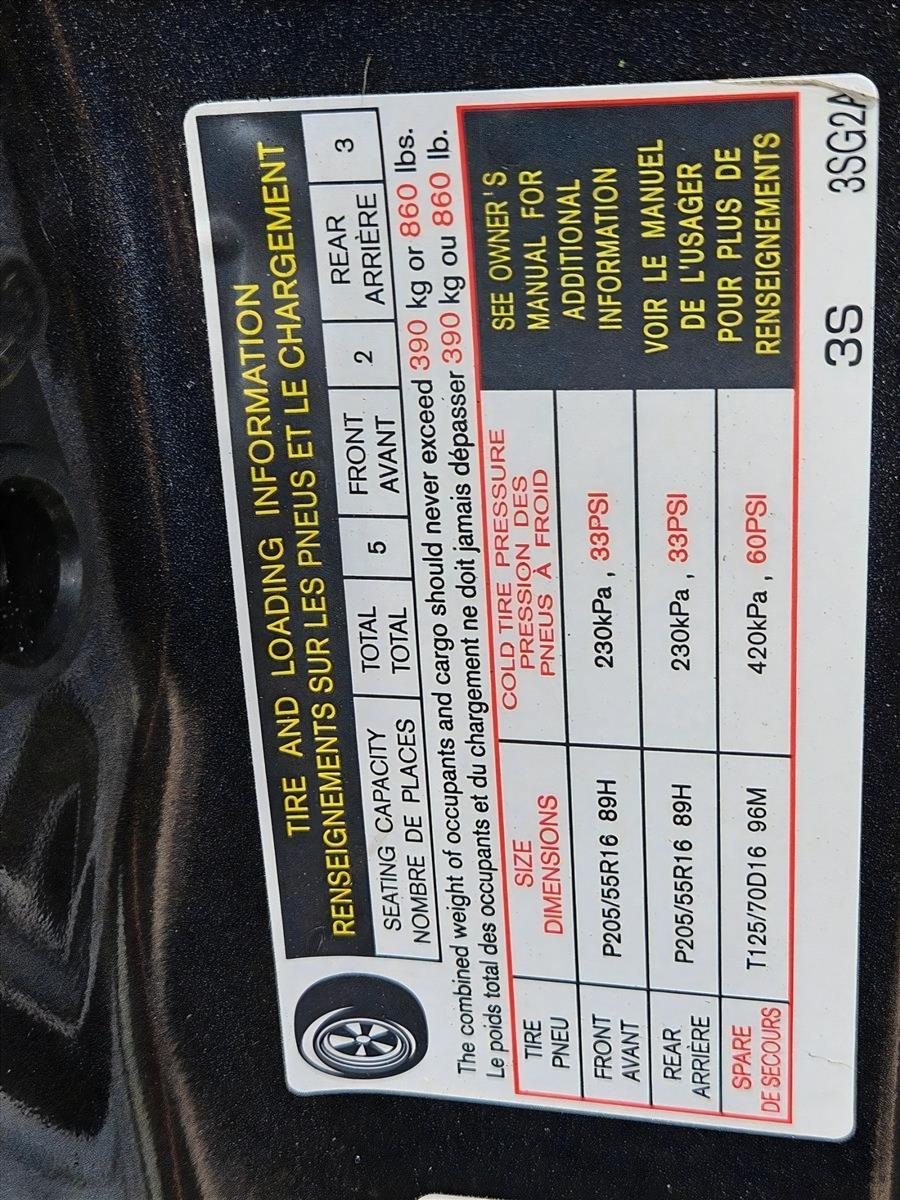 TIRE AND LOADING INFORMATION
RENSEIGNEMENTS SUR LES PNEUS ET LE CHARGEMENT
SEATING CAPACITY
NOMBRE DE PLACES
TOTAL
TOTAL
5
FRONT
AVANT
2
REAR
ARRIÈRE
3
The combined weight of occupants and cargo should never exceed 390 kg or 860 lbs.
Le poids total des occupants et du chargement ne doit jamais dépasser 390 kg ou 860 lb.
TIRE
PNEU
SIZE
DIMENSIONS
COLD TIRE PRESSURE
PRESSION DES
PNEUS À FROID
FRONT
AVANT
P205/55R16 89H
230kPa , 33PSI
REAR
ARRIÈRE
P205/55R16 89H
230kPa , 33PSI
SPARE
DE SECOURS
T125/70D16 96M
420kPa , 60PSI
SEE OWNER'S
MANUAL FOR
ADDITIONAL
INFORMATION
VOIR LE MANUEL
DE L'USAGER
POUR PLUS DE
RENSEIGNEMENTS
3S 3SG2A